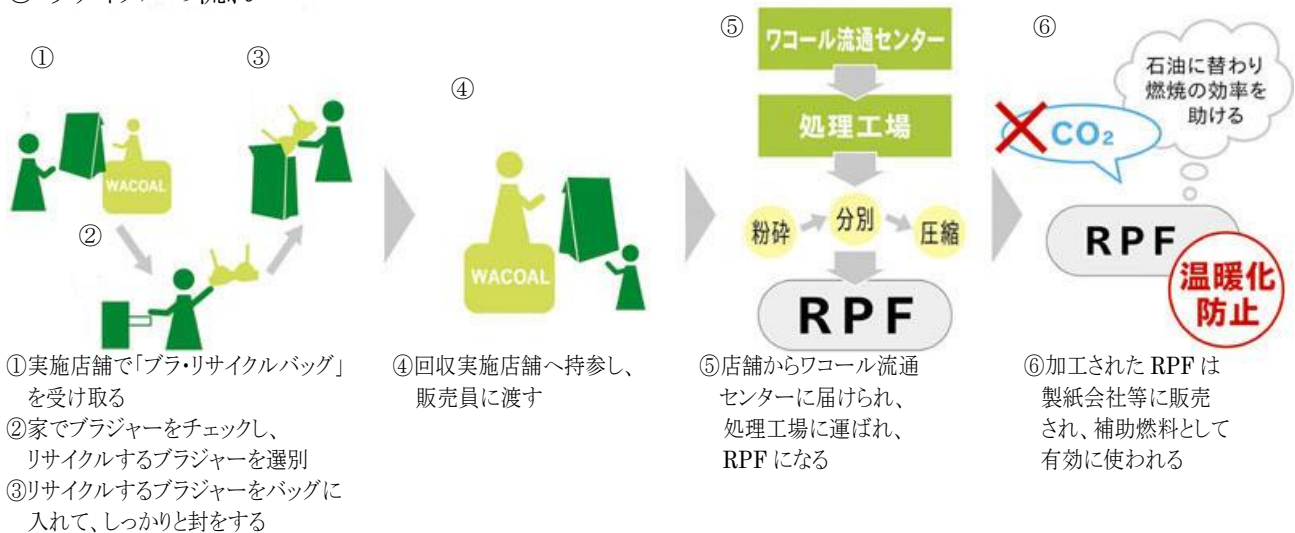 ①
③
WACOAL
②
④
WACOAL
⑤
ワコール流通センター
処理工場
粉砕
分別
圧縮
RPF
⑥
石油に替わり
燃焼の効率を
助ける
CO₂
RPF
温暖化
防止
①実施店舗で「ブラ・リサイクルバッグ」
を受け取る
②家でブラジャーをチェックし、
リサイクルするブラジャーを選別
③リサイクルするブラジャーをバッグに
入れて、しっかりと封をする
④回収実施店舗へ持参し、
販売員に渡す
⑤店舗からワコール流通
センターに届けられ、
処理工場に運ばれ、
RPF になる
⑥加工された RPF は
製紙会社等に販売
され、補助燃料として
有効に使われる